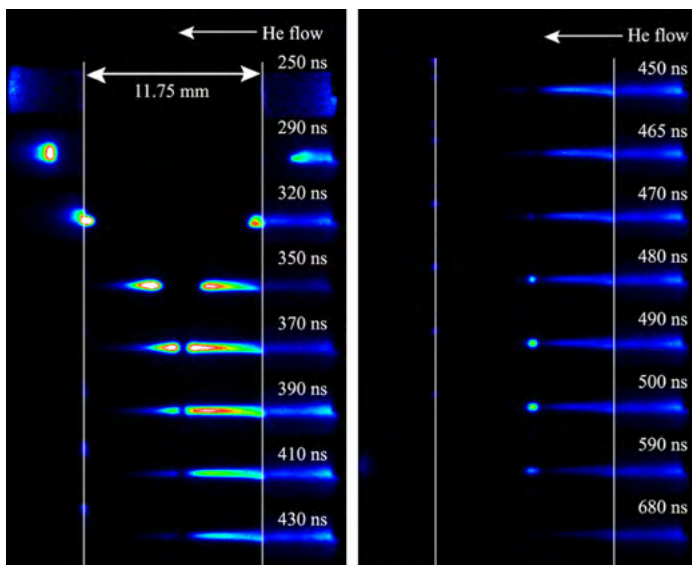 He flow
250 ns
11.75 mm
290 ns
320 ns
350 ns
370 ns
390 ns
410 ns
430 ns
He flow
450 ns
465 ns
470 ns
480 ns
490 ns
500 ns
590 ns
680 ns